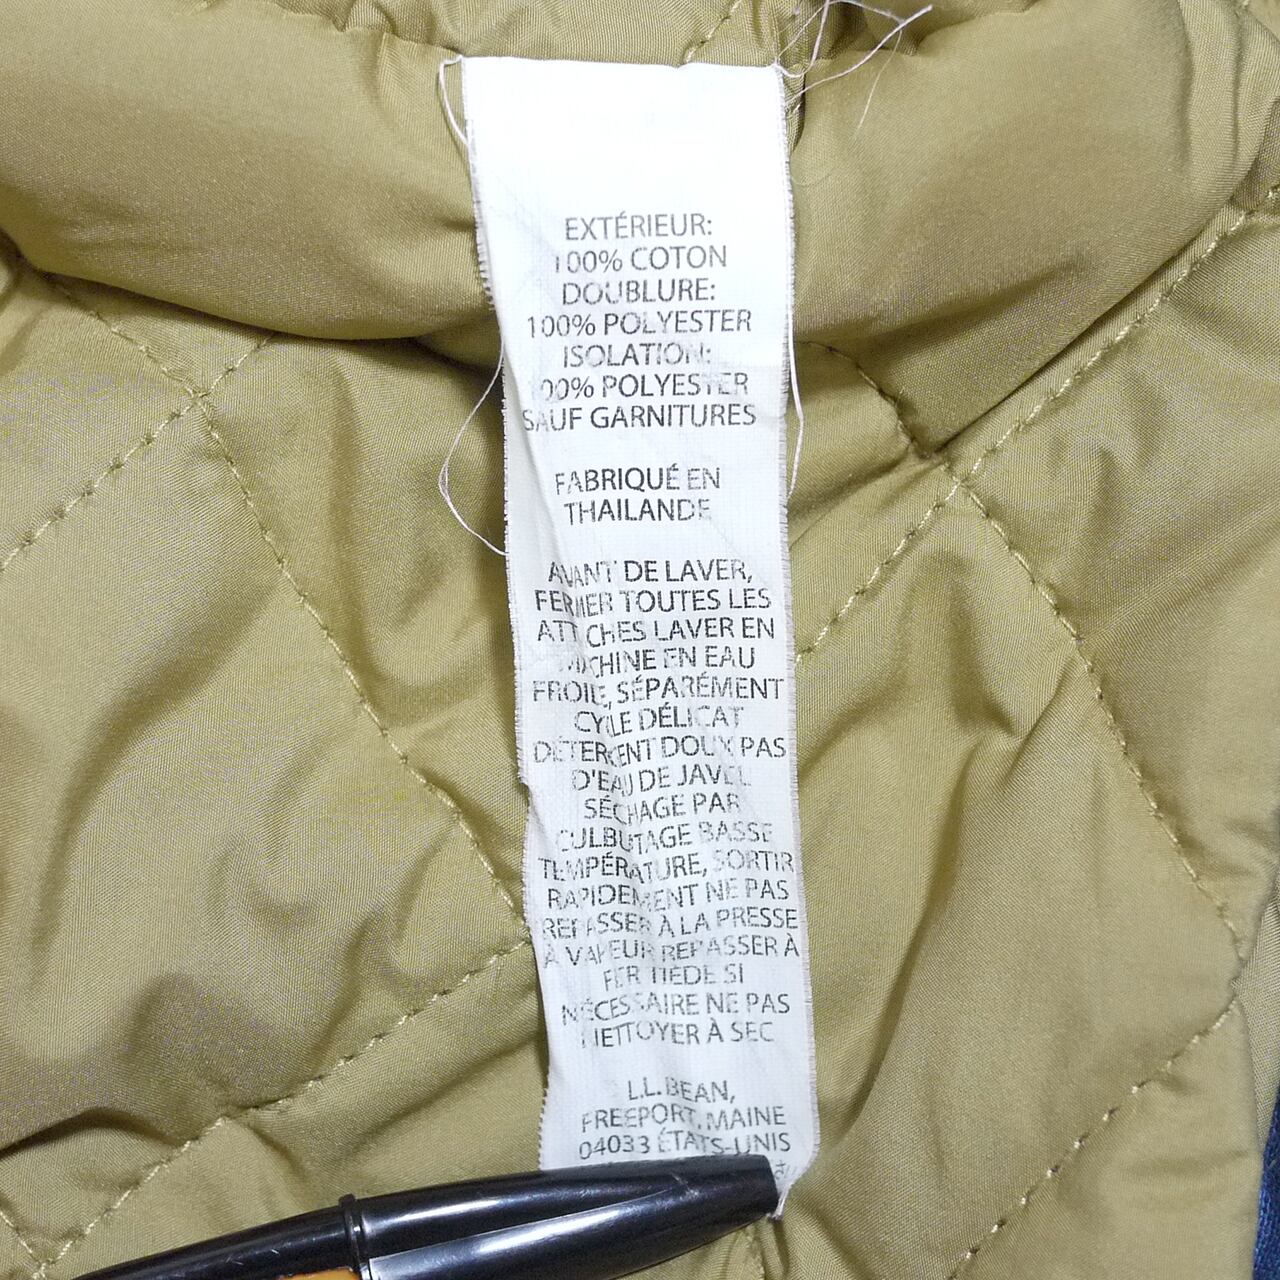 EXTÉRIEUR:
100% COTON
DOUBLURE:
100% POLYESTER
ISOLATION:
100% POLYESTER
SAUF GARNITURES
FABRIQUÉ EN
THAILANDE
AVANT DE LAVER,
FERMER TOUTES LES
ATTACHES LAVER EN
MACHINE EN EAU
FROIDE, SÉPARÉMENT
CYCLE DÉLICAT
DÉTERGENT DOUX PAS
D'EAU DE JAVEL
SÉCHAGE PAR
CULBUTAGE BASSE
TEMPÉRATURE, SORTIR
RAPIDEMENT NE PAS
REPASSER À LA PRESSE
À VAPEUR REPASSER À
FER TIÈDE SI
NÉCESSAIRE NE PAS
NETTOYER À SEC
L.L.BEAN,
FREEPORT, MAINE
04033 ÉTATS-UNIS